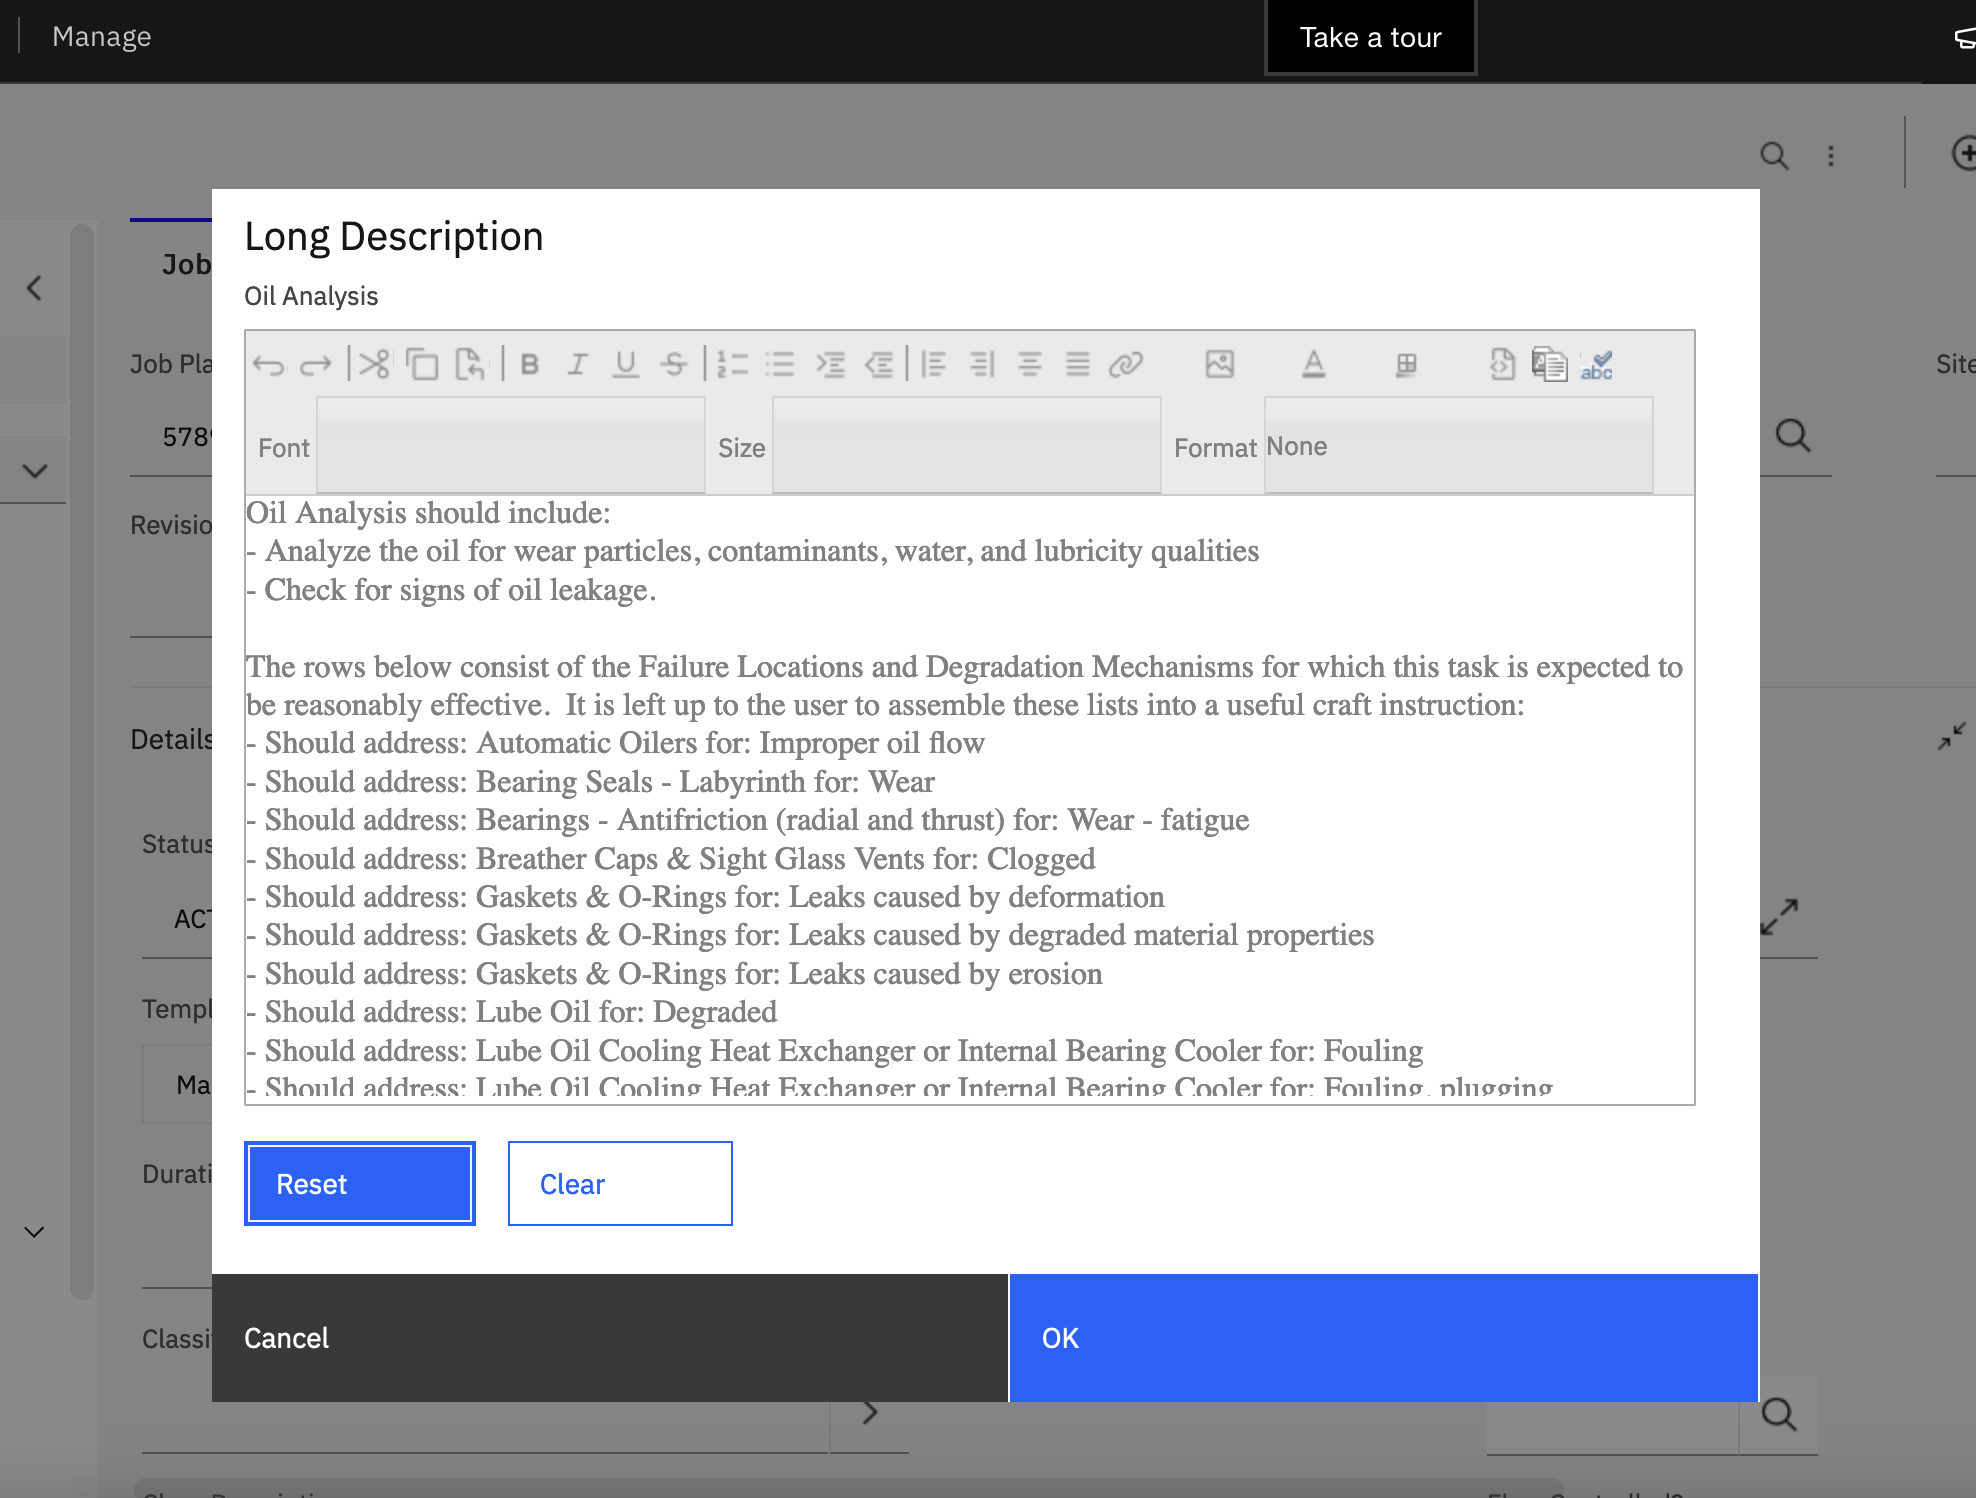 Manage
Take a tour
Long Description
Oil Analysis
Job
Job Pla
Site
Font
Size
Format
None
578
Oil Analysis should include:
- Analyze the oil for wear particles, contaminants, water, and lubricity qualities
Revisio
- Check for signs of oil leakage.
The rows below consist of the Failure Locations and Degradation Mechanisms for which this task is expected to
be reasonably effective.  It is left up to the user to assemble these lists into a useful craft instruction:
Details
- Should address: Automatic Oilers for: Improper oil flow
- Should address: Bearing Seals - Labyrinth for: Wear
- Should address: Bearings - Antifriction (radial and thrust) for: Wear - fatigue
Status
- Should address: Breather Caps & Sight Glass Vents for: Clogged
- Should address: Gaskets & O-Rings for: Leaks caused by deformation
ACT
- Should address: Gaskets & O-Rings for: Leaks caused by degraded material properties
- Should address: Gaskets & O-Rings for: Leaks caused by erosion
Templ
- Should address: Lube Oil for: Degraded
- Should address: Lube Oil Cooling Heat Exchanger or Internal Bearing Cooler for: Fouling
- Should address: Lube Oil Cooling Heat Exchanger or Internal Bearing Cooler for: Fouling, plugging
Ma
Durati
Reset
Clear
Classi
Cancel
OK